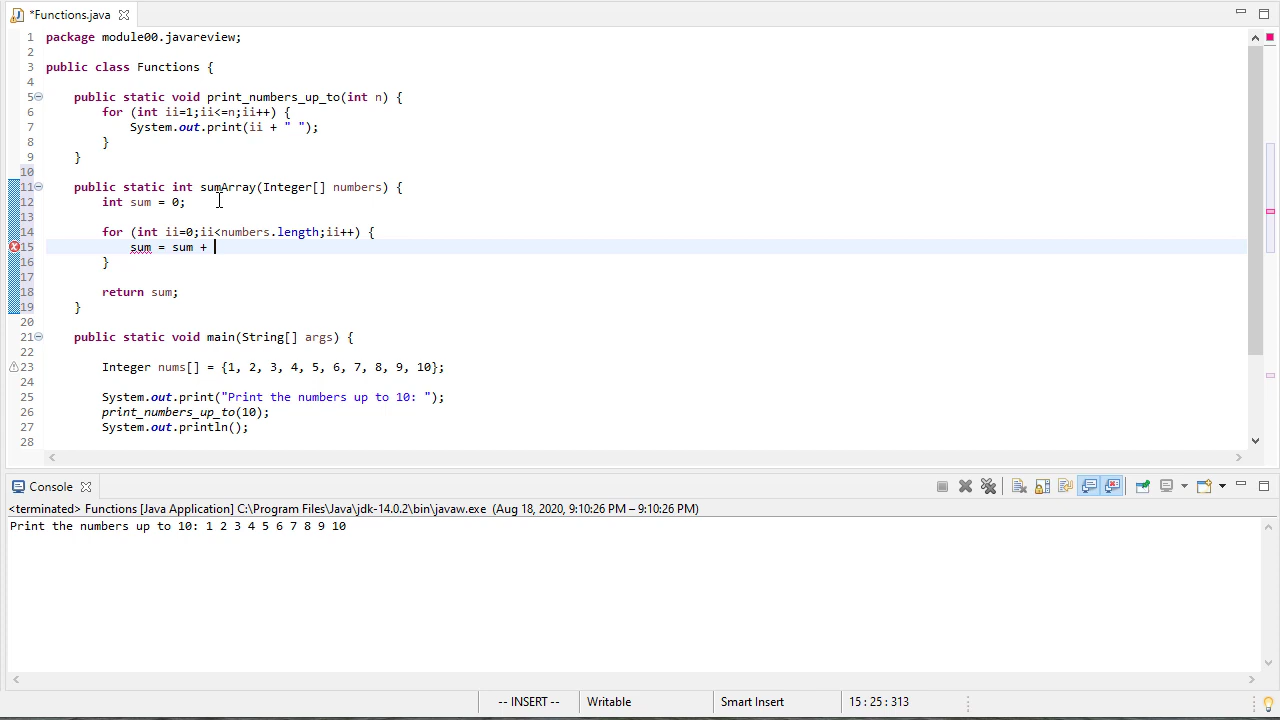 *Functions.java
1 package module00.javareview;
2
3 public class Functions {
4
5 public static void print_numbers_up_to(int n) {
6 for (int ii=1;ii<=n;ii++) {
7 System.out.print(ii + " ");
8 }
9 }
10
11 public static int sumArray(Integer[] numbers) {
12 int sum = 0;
13
14 for (int ii=0;ii<numbers.length;ii++) {
15 sum = sum +
16 }
17
18 return sum;
19 }
20
21 public static void main(String[] args) {
22
23 Integer nums[] = {1, 2, 3, 4, 5, 6, 7, 8, 9, 10};
24
25 System.out.print("Print the numbers up to 10: ");
26 print_numbers_up_to(10);
27 System.out.println();
28
Console
<terminated> Functions [Java Application] C:\Program Files\Java\jdk-14.0.2\bin\javaw.exe (Aug 18, 2020, 9:10:26 PM – 9:10:26 PM)
Print the numbers up to 10: 1 2 3 4 5 6 7 8 9 10
-- INSERT -- Writable Smart Insert 15 : 25 : 313